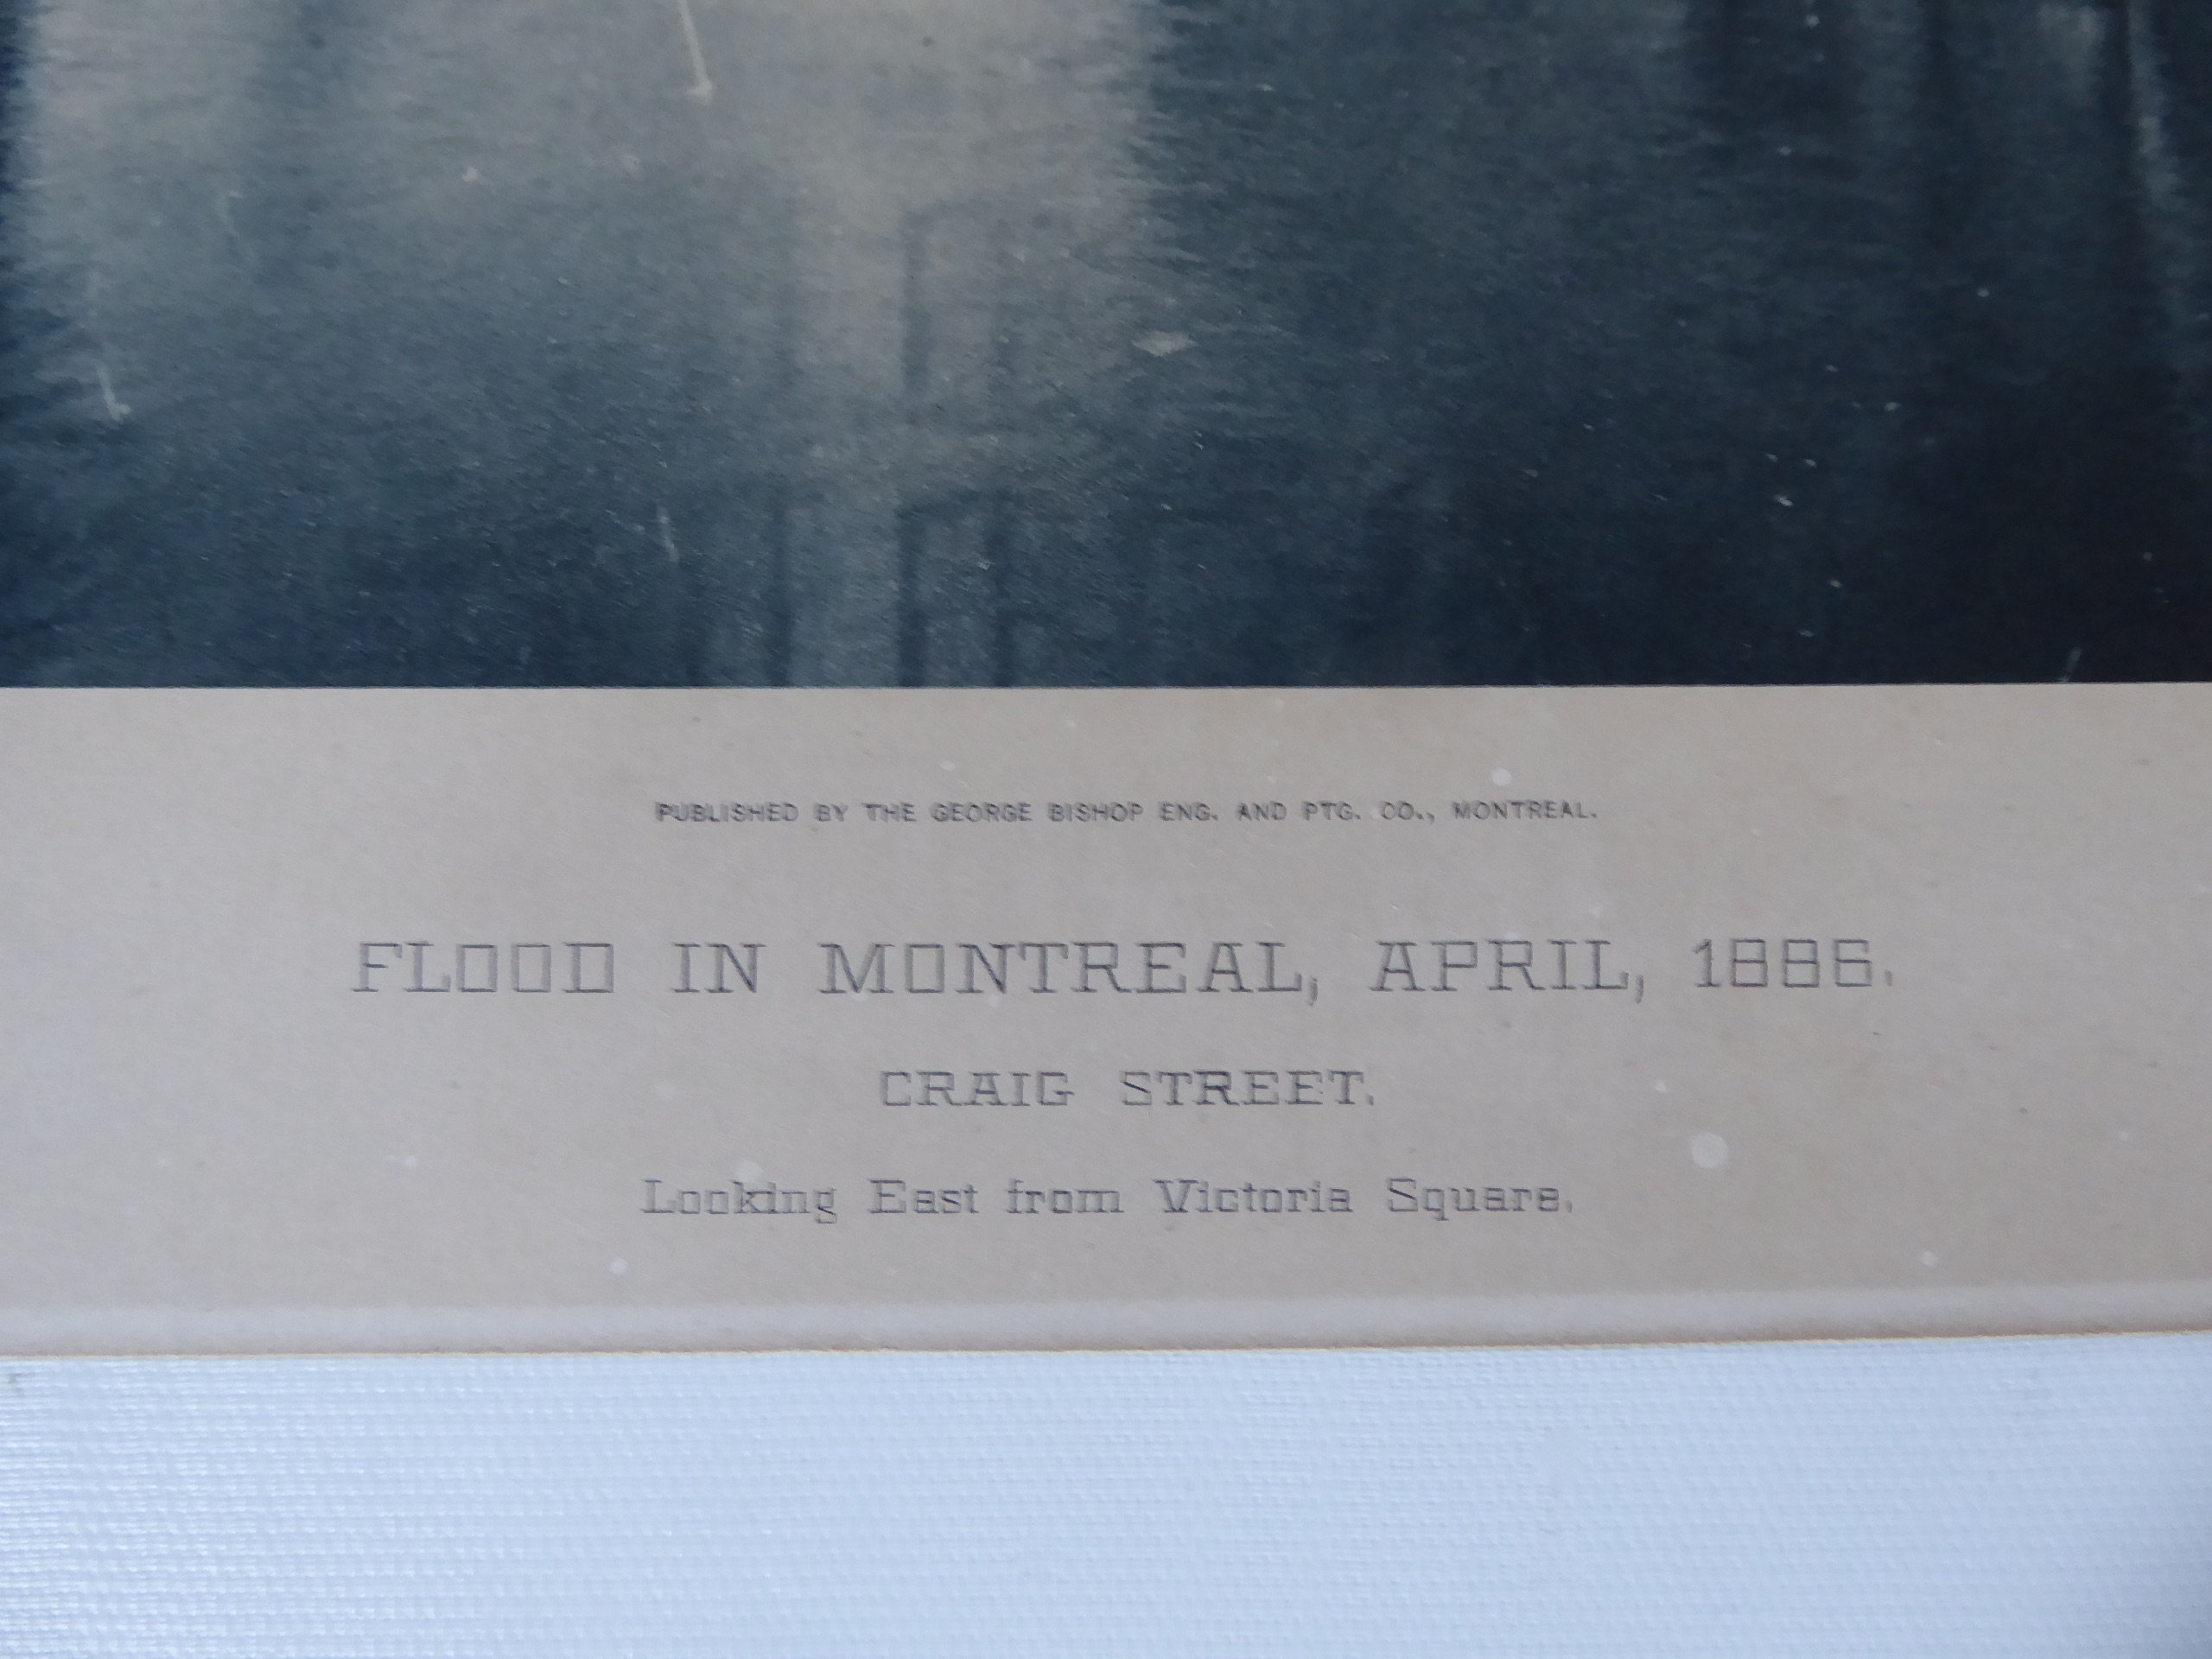 PUBLISHED BY THE GEORGE BISHOP ENG. AND PTG. CO., MONTREAL.
FLOOD IN MONTREAL, APRIL, 1886.
CRAIG STREET.
Looking East from Victoria Square.